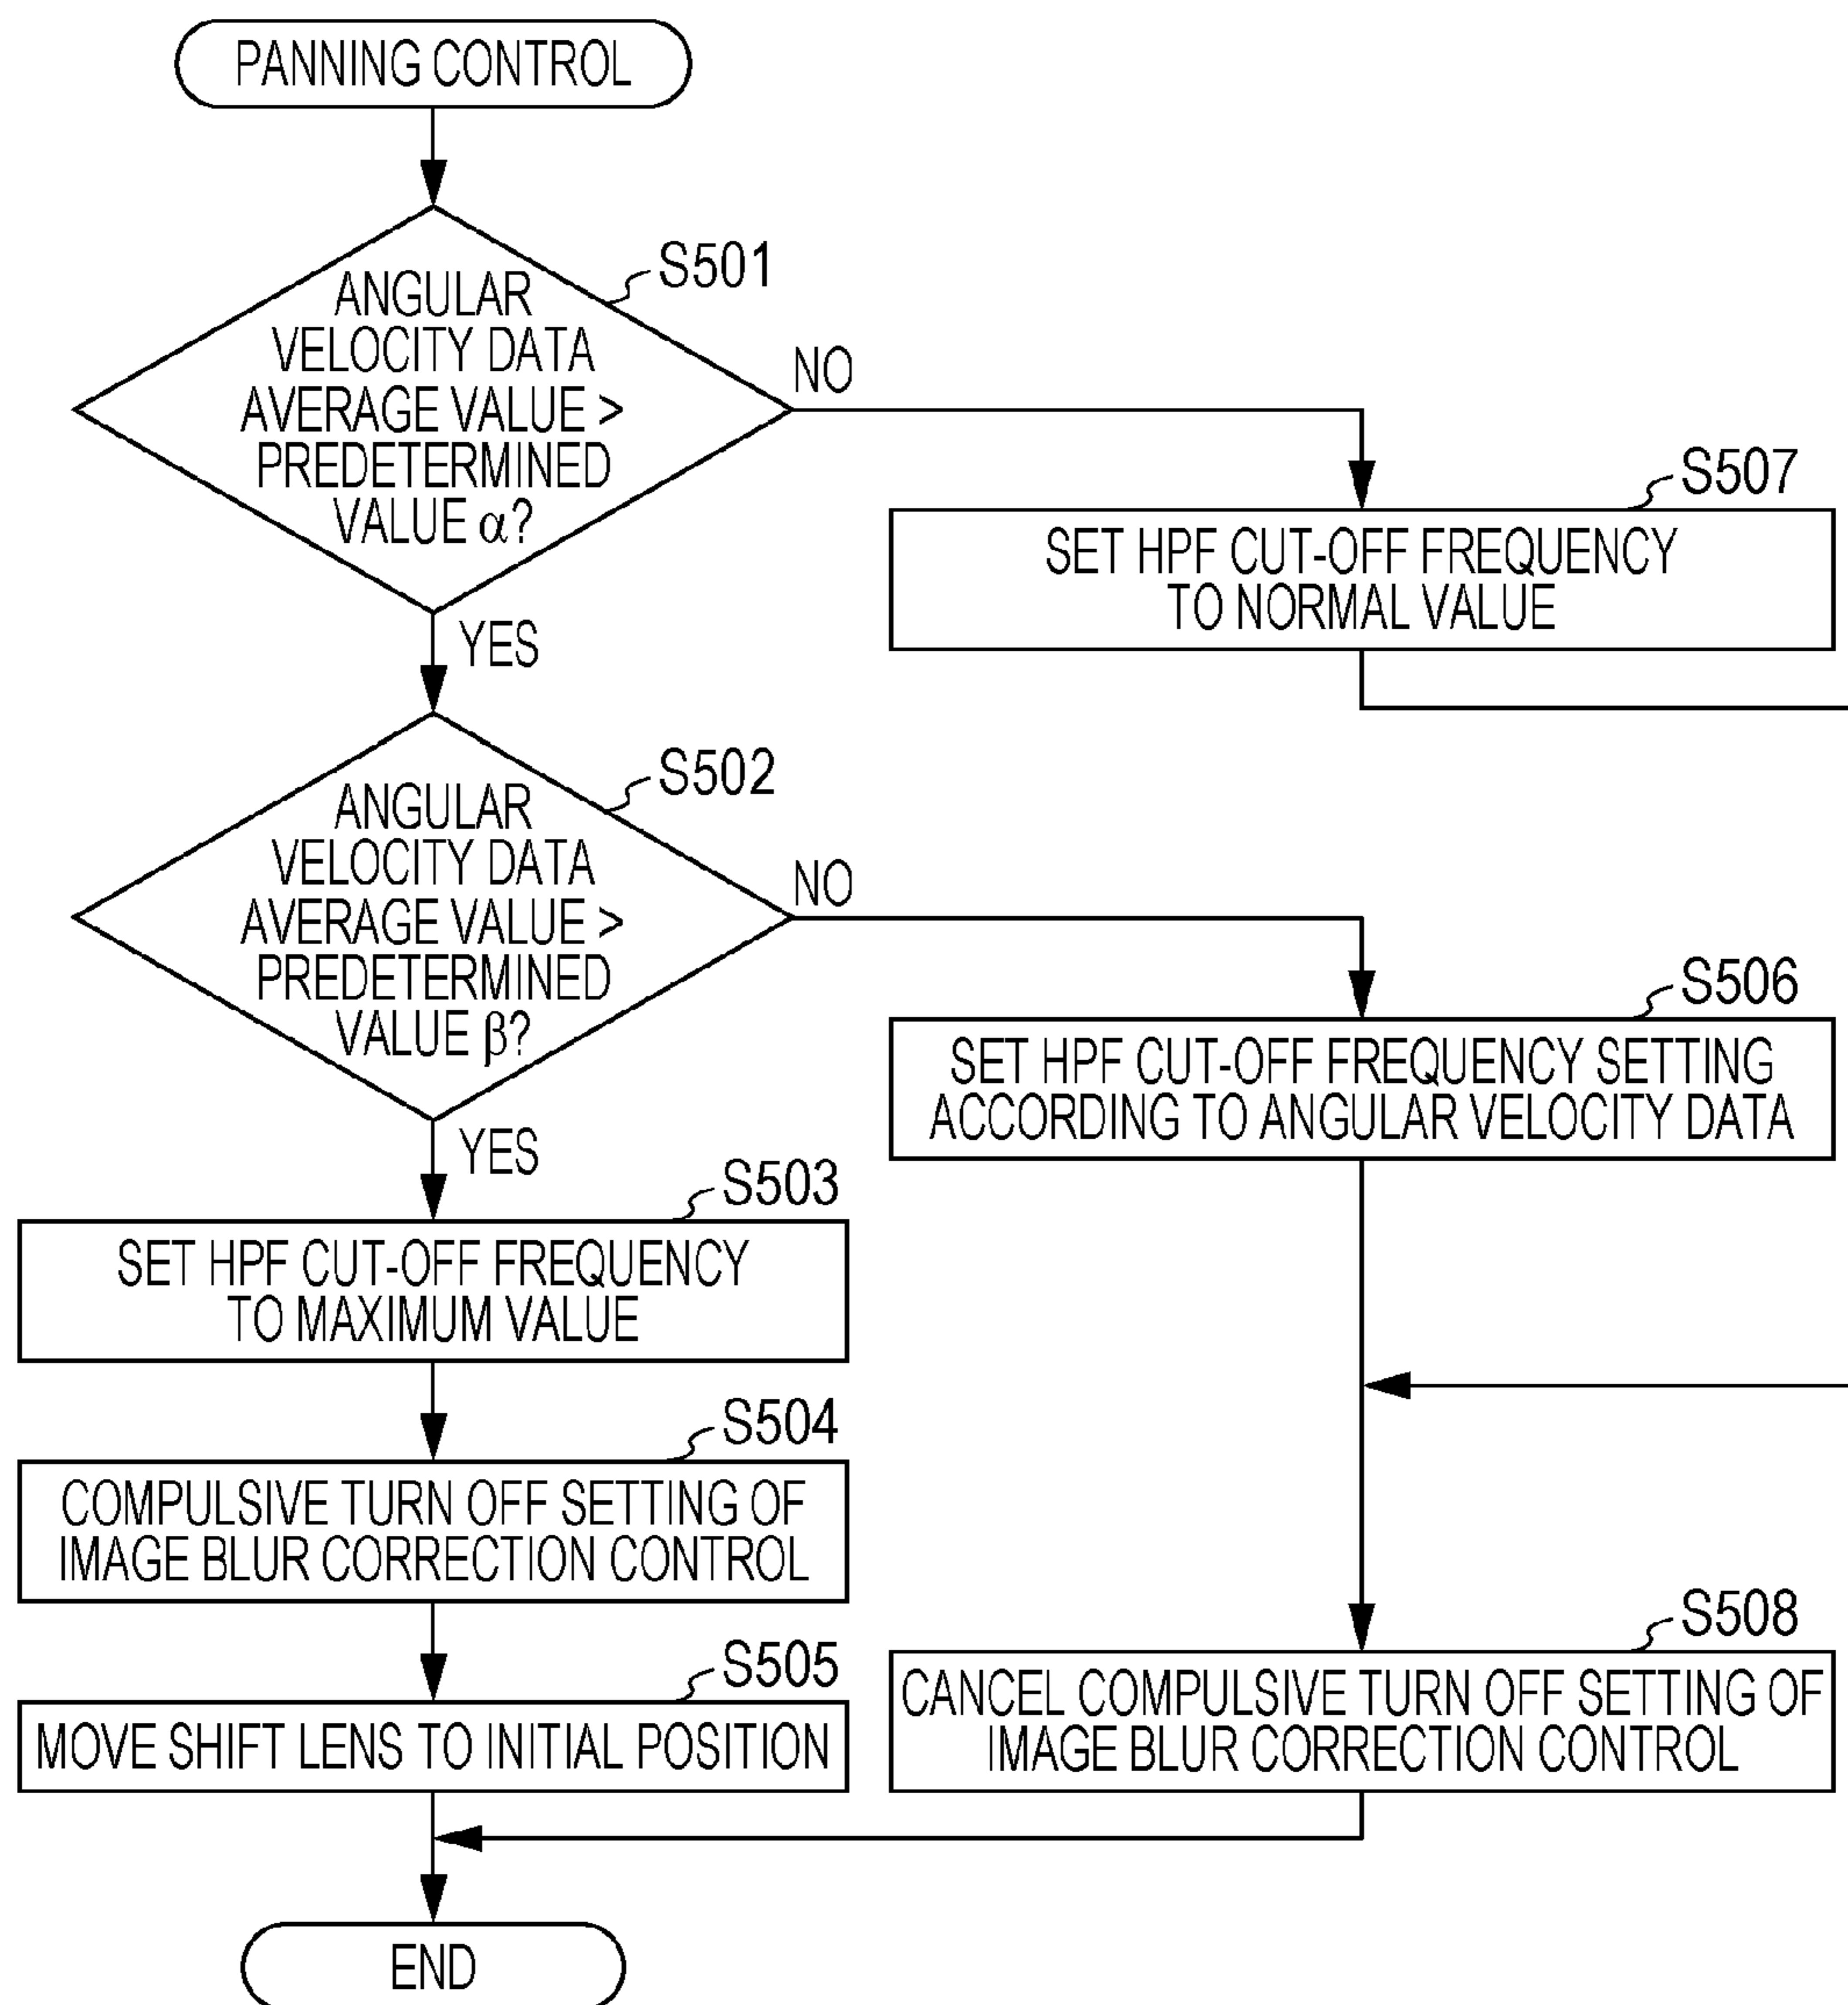 PANNING CONTROL
S501
ANGULAR
VELOCITY DATA
AVERAGE VALUE >
PREDETERMINED
VALUE α?
NO
YES
S507
SET HPF CUT-OFF FREQUENCY
TO NORMAL VALUE
S502
ANGULAR
VELOCITY DATA
AVERAGE VALUE >
PREDETERMINED
VALUE β?
NO
YES
S506
SET HPF CUT-OFF FREQUENCY SETTING
ACCORDING TO ANGULAR VELOCITY DATA
S503
SET HPF CUT-OFF FREQUENCY
TO MAXIMUM VALUE
S504
COMPULSIVE TURN OFF SETTING OF
IMAGE BLUR CORRECTION CONTROL
S505
MOVE SHIFT LENS TO INITIAL POSITION
S508
CANCEL COMPULSIVE TURN OFF SETTING OF
IMAGE BLUR CORRECTION CONTROL
END